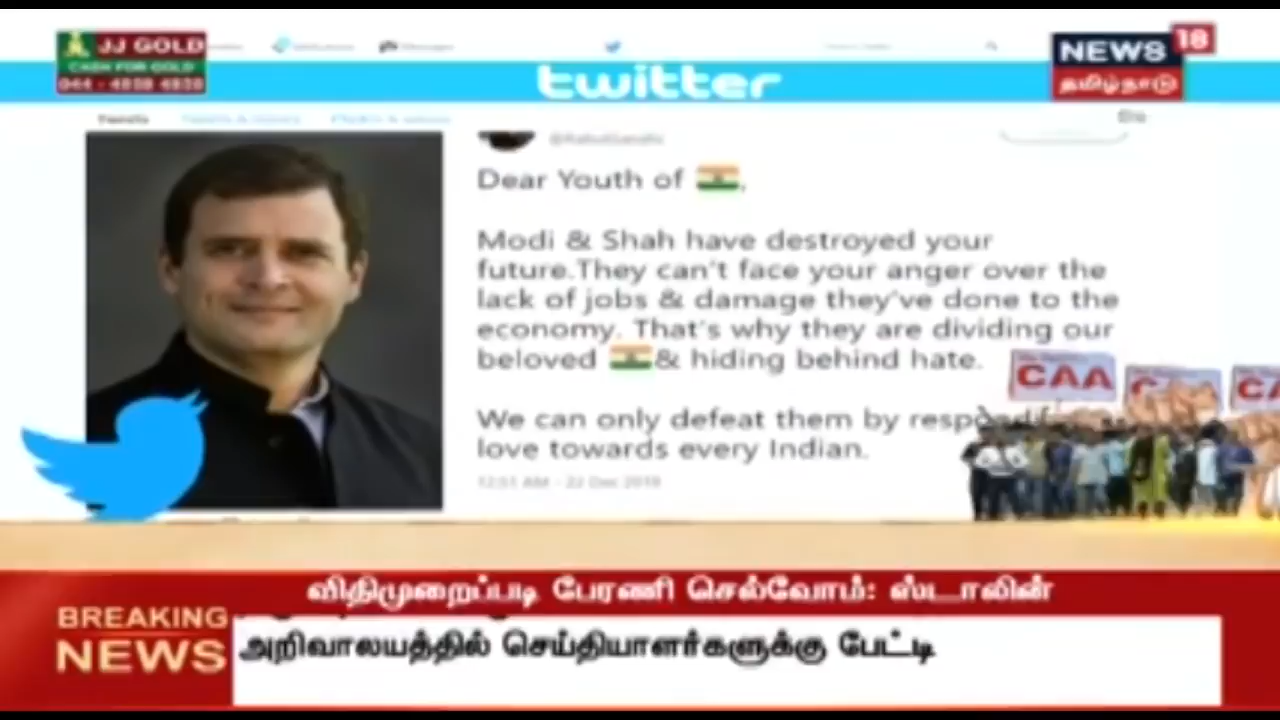 JJ GOLD
CASH FOR GOLD
NEWS 18
தமிழ்நாடு
twitter
Tweets
@RahulGandhi
Dear Youth of 🇮🇳,
Modi & Shah have destroyed your
future.They can't face your anger over the
lack of jobs & damage they've done to the
economy. That's why they are dividing our
beloved 🇮🇳& hiding behind hate.
We can only defeat them by
love towards every Indian.
CAA
விதிமுறைப்படி பேரணி செல்வோம்: ஸ்டாலின்
BREAKING
NEWS
அறிவாலயத்தில் செய்தியாளர்களுக்கு பேட்டி